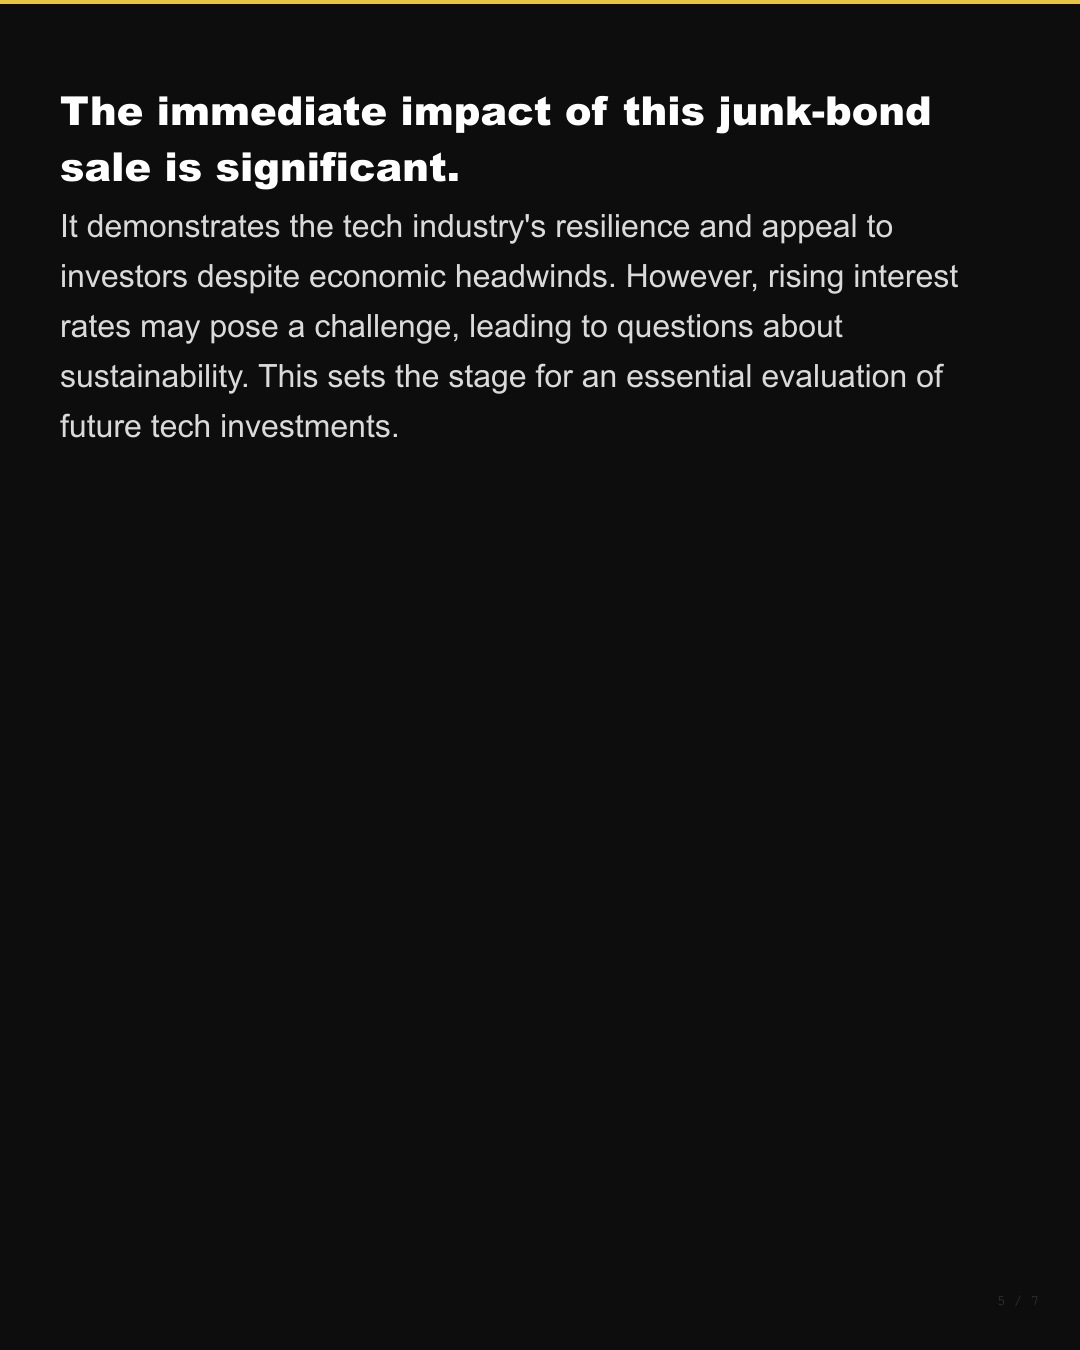 The immediate impact of this junk-bond
sale is significant.
It demonstrates the tech industry's resilience and appeal to
investors despite economic headwinds. However, rising interest
rates may pose a challenge, leading to questions about
sustainability. This sets the stage for an essential evaluation of
future tech investments.
5 / 7